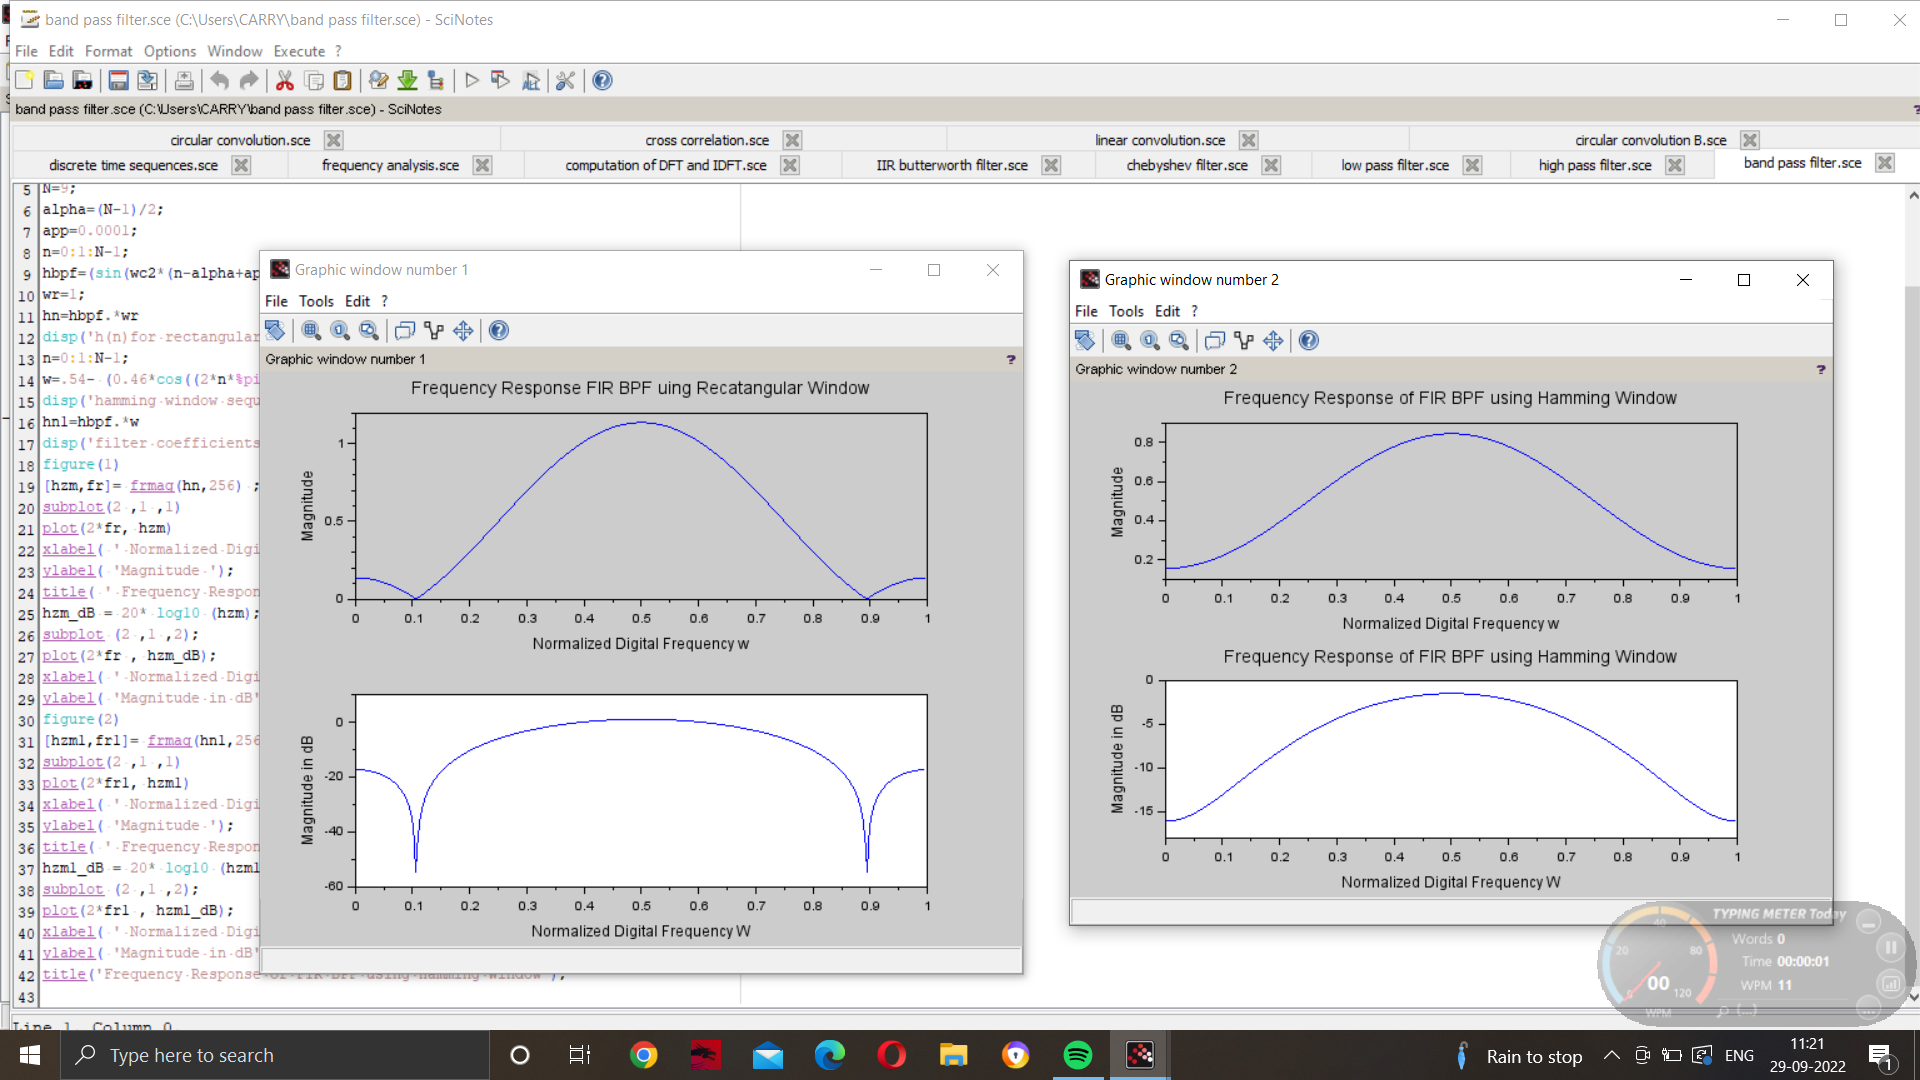 band pass filter.sce (C:\Users\CARRY\band pass filter.sce) - SciNotes
File Edit Format Options Window Execute ?
band pass filter.sce (C:\Users\CARRY\band pass filter.sce) - SciNotes
circular convolution.sce cross correlation.sce linear convolution.sce circular convolution B.sce
discrete time sequences.sce frequency analysis.sce computation of DFT and IDFT.sce IIR butterworth filter.sce chebyshev filter.sce low pass filter.sce high pass filter.sce band pass filter.sce
5 N=9;
6 alpha=(N-1)/2;
7 app=0.0001;
8 n=0:1:N-1;
9 hbpf=(sin(wc2*(n-alpha+ap
10 wr=1;
11 hn=hbpf.*wr
12 disp('h(n)for rectangular
13 n=0:1:N-1;
14 w=.54- (0.46*cos((2*n*%pi
15 disp('hamming window sequ
16 hn1=hbpf.*w
17 disp('filter coefficients
18 figure(1)
19 [hzm,fr]= frmag(hn,256) ;
20 subplot(2 ,1 ,1)
21 plot(2*fr, hzm)
22 xlabel( ' Normalized Digi
23 ylabel( 'Magnitude ');
24 title( ' Frequency Respon
25 hzm_dB = 20* log10 (hzm);
26 subplot (2 ,1 ,2);
27 plot(2*fr , hzm_dB);
28 xlabel( ' Normalized Digi
29 ylabel( 'Magnitude in dB'
30 figure(2)
31 [hzm1,fr1]= frmag(hn1,256
32 subplot(2 ,1 ,1)
33 plot(2*fr1, hzm1)
34 xlabel( ' Normalized Digi
35 ylabel( 'Magnitude ');
36 title( ' Frequency Respon
37 hzm1_dB = 20* log10 (hzm1
38 subplot (2 ,1 ,2);
39 plot(2*fr1 , hzm1_dB);
40 xlabel( ' Normalized Digi
41 ylabel( 'Magnitude in dB'
42 title('Frequency Response of FIR BPF using Hamming window');
43
Line 1, Column 0.
Graphic window number 1
File Tools Edit ?
Graphic window number 1 ?
Frequency Response FIR BPF uing Recatangular Window
Magnitude
1
0.5
0
0 0.1 0.2 0.3 0.4 0.5 0.6 0.7 0.8 0.9 1
Normalized Digital Frequency w
Magnitude in dB
0
-20
-40
-60
0 0.1 0.2 0.3 0.4 0.5 0.6 0.7 0.8 0.9 1
Normalized Digital Frequency W
Graphic window number 2
File Tools Edit ?
Graphic window number 2 ?
Frequency Response of FIR BPF using Hamming Window
Magnitude
0.8
0.6
0.4
0.2
0 0.1 0.2 0.3 0.4 0.5 0.6 0.7 0.8 0.9 1
Normalized Digital Frequency w
Frequency Response of FIR BPF using Hamming Window
Magnitude in dB
0
-5
-10
-15
0 0.1 0.2 0.3 0.4 0.5 0.6 0.7 0.8 0.9 1
Normalized Digital Frequency W
TYPING METER Today
Words 0
Time 00:00:01
WPM 11
0 20 40 80 120
00
WPM
Type here to search
Rain to stop
ENG
11:21
29-09-2022
1